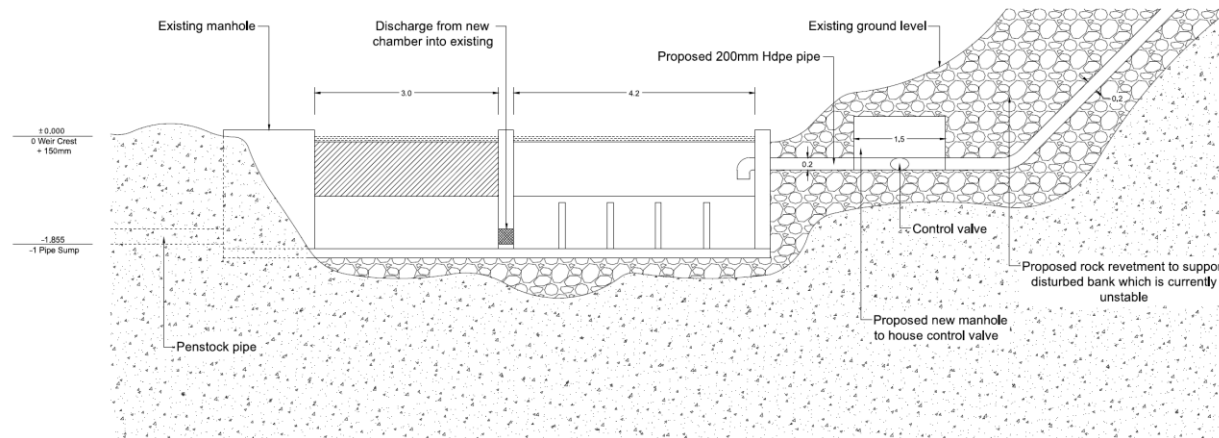 Existing manhole
Discharge from new
chamber into existing
Existing ground level
Proposed 200mm Hdpe pipe
3.0
4.2
0.2
±0,000
0 Weir Crest
+ 150mm
1.5
0.2
-1,855
-1 Pipe Sump
Control valve
Proposed rock revetment to suppor
disturbed bank which is currently
unstable
Proposed new manhole
to house control valve
Penstock pipe